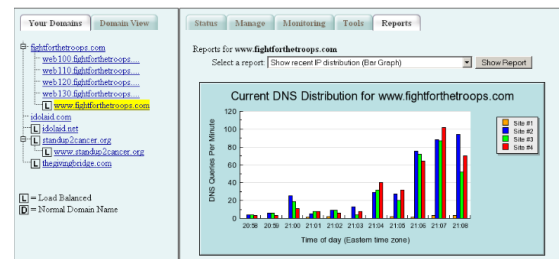 Your Domains
Domain View
fightforthetroops.com
web100.fightforthetroops....
web110.fightforthetroops....
web120.fightforthetroops....
web130.fightforthetroops....
L www.fightforthetroops.com
idolaid.com
L idolaid.net
L standup2cancer.org
L www.standup2cancer.org
L thegivingbridge.com
L = Load Balanced
D = Normal Domain Name
Status
Manage
Monitoring
Tools
Reports
Reports for www.fightforthetroops.com
Select a report: Show recent IP distribution (Bar Graph)
Show Report
Current DNS Distribution for www.fightforthetroops.com
DNS Queries Per Minute
120
100
80
60
40
20
0
20:58 20:59 21:00 21:01 21:02 21:03 21:04 21:05 21:06 21:07 21:08
Time of day (Eastern time zone)
Site #1
Site #2
Site #3
Site #4